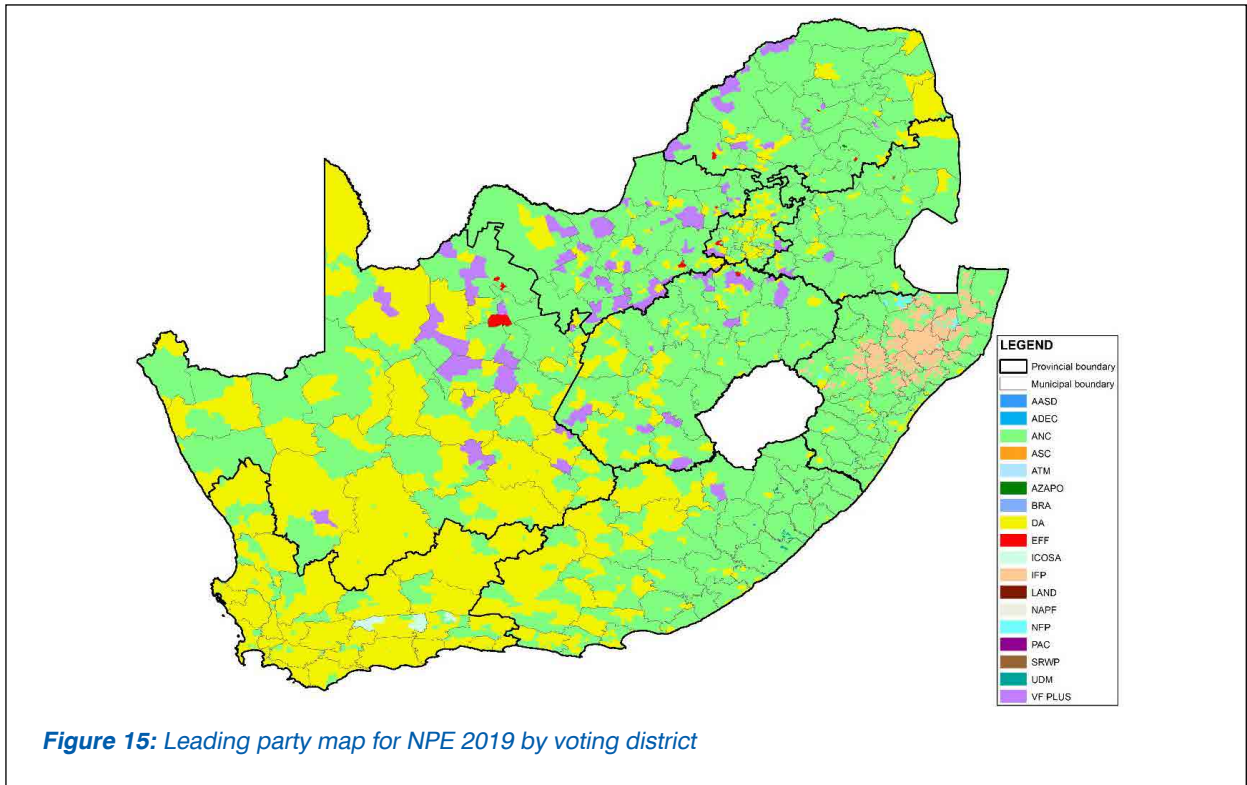 LEGEND
Provincial boundary
Municipal boundary
AASD
ADEC
ANC
ASC
ATM
AZAPO
BRA
DA
EFF
ICOSA
IFP
LAND
NAPF
NFP
PAC
SRWP
UDM
VF PLUS
Figure 15: Leading party map for NPE 2019 by voting district